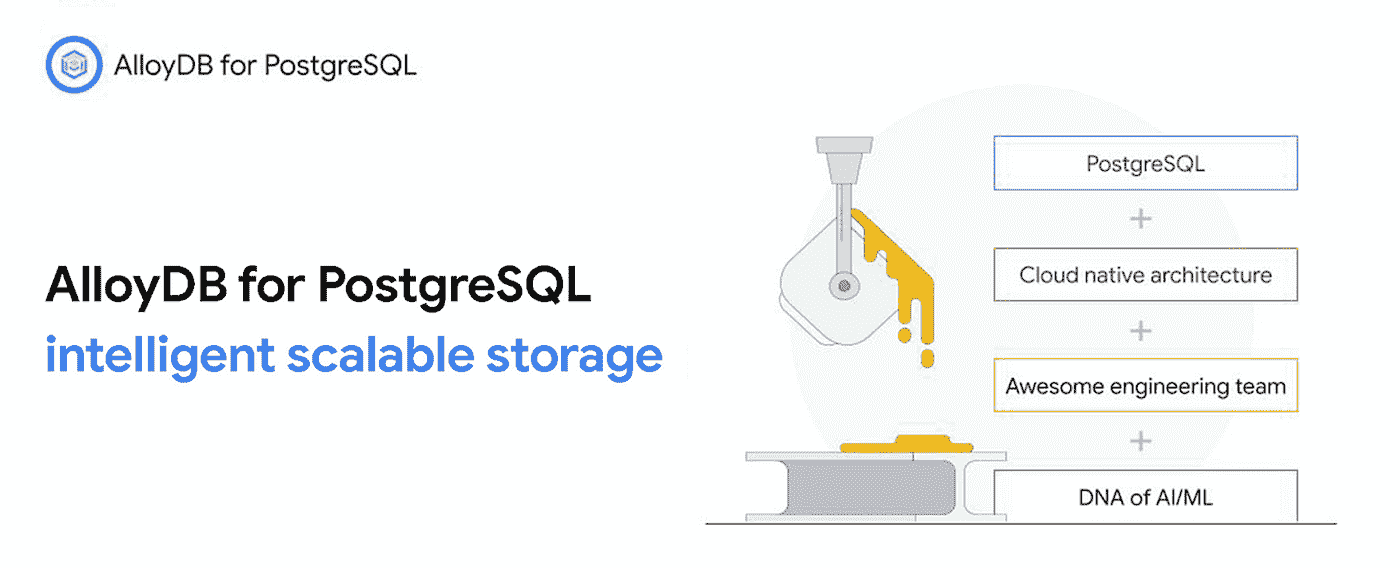 AlloyDB for PostgreSQL
AlloyDB for PostgreSQL
intelligent scalable storage
PostgreSQL
+
Cloud native architecture
+
Awesome engineering team
+
DNA of AI/ML